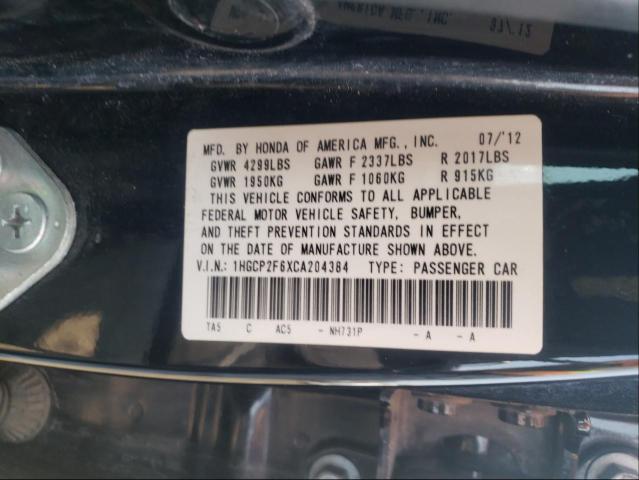 MFD. BY HONDA OF AMERICA MFG., INC. 07/'12
GVWR 4299LBS GAWR F 2337LBS R 2017LBS
GVWR 1950KG GAWR F 1060KG R 915KG
THIS VEHICLE CONFORMS TO ALL APPLICABLE
FEDERAL MOTOR VEHICLE SAFETY, BUMPER,
AND THEFT PREVENTION STANDARDS IN EFFECT
ON THE DATE OF MANUFACTURE SHOWN ABOVE.
V.I.N.: 1HGCP2F6XCA204384 TYPE: PASSENGER CAR
TA5 C AC5 - NH731P - A - A